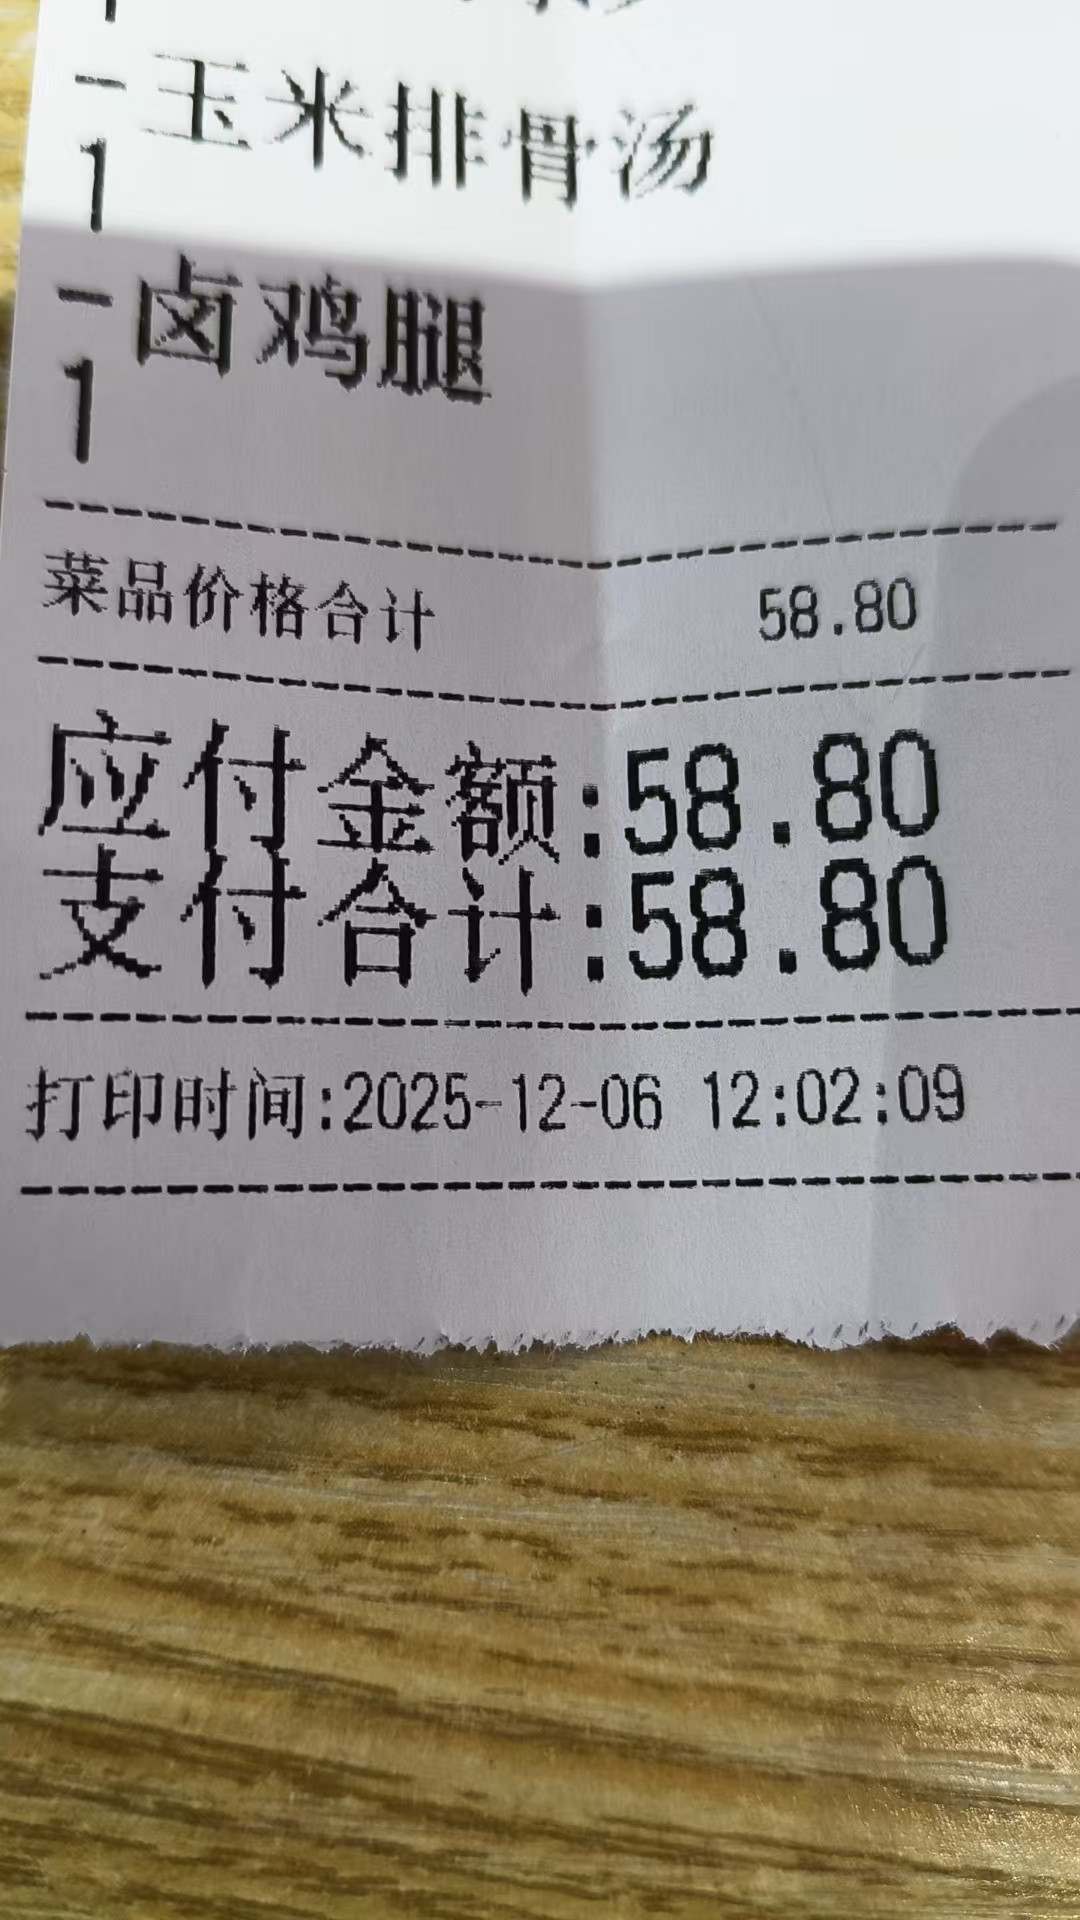 -玉米排骨汤
1
-卤鸡腿
1
菜品价格合计 58.80
应付金额:58.80
支付合计:58.80
打印时间:2025-12-06 12:02:09